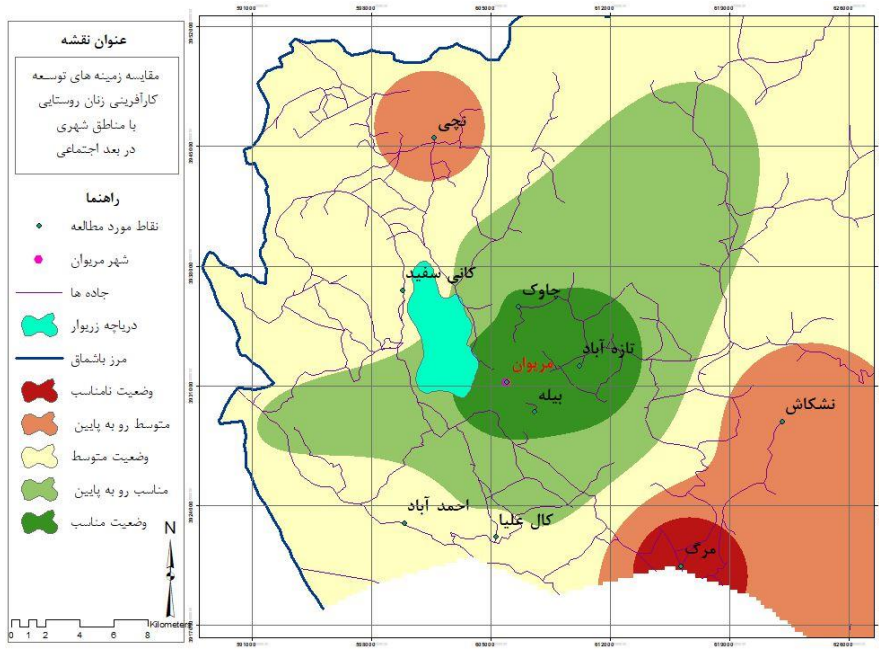 عنوان نقشه
مقایسه زمینه های توسعه
کارآفرینی زنان روستایی
با مناطق شهری
در بعد اجتماعی
راهنما
نقاط مورد مطالعه
شهر مریوان
جاده ها
دریاچه زریوار
مرز باشماق
وضعیت نامناسب
متوسط رو به پایین
وضعیت متوسط
مناسب رو به پایین
وضعیت مناسب
N
Kilometers
0 1 2 4 6 8
نچی
کانی سفید
چاوک
تازه آباد
مریوان
بیله
نشکاش
احمد آباد
کال علیا
مرگ